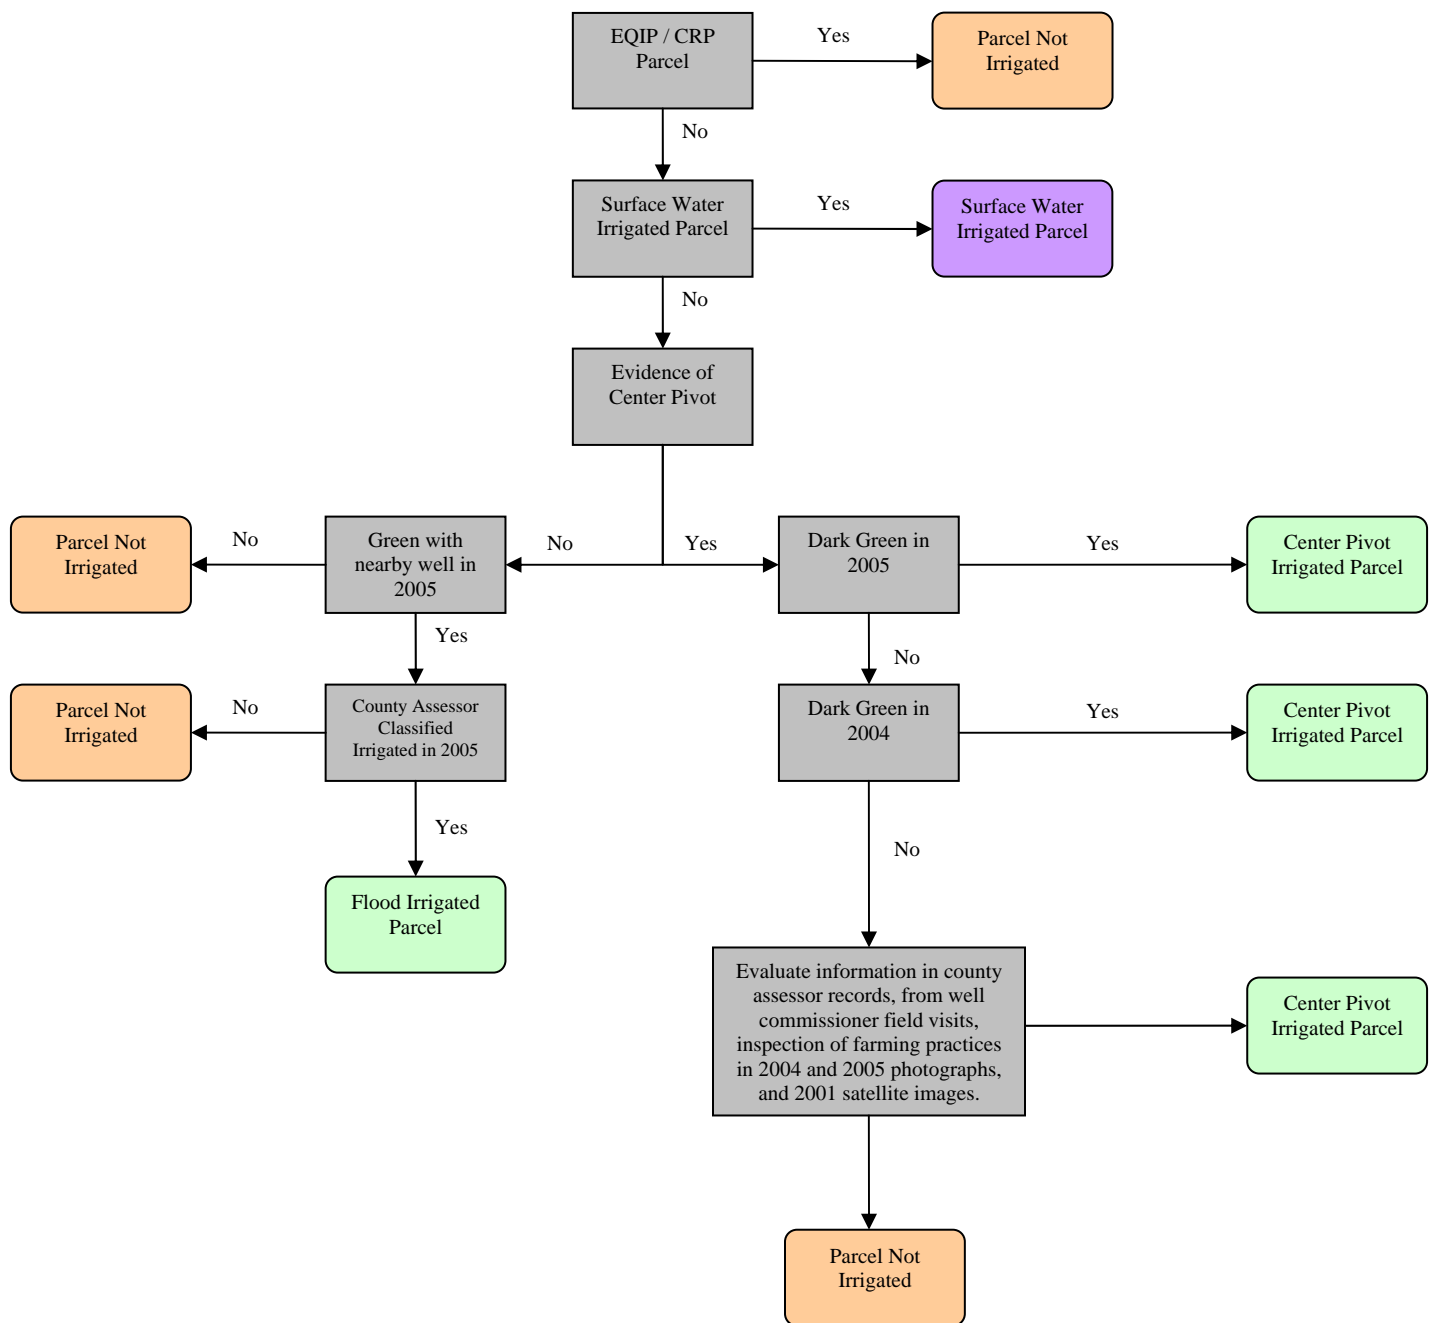 EQIP / CRP
Parcel
Yes
Parcel Not
Irrigated
No
Surface Water
Irrigated Parcel
Yes
Surface Water
Irrigated Parcel
No
Evidence of
Center Pivot
Parcel Not
Irrigated
No
Green with
nearby well in
2005
No
Yes
Dark Green in
2005
Yes
Center Pivot
Irrigated Parcel
Yes
No
Parcel Not
Irrigated
No
County Assessor
Classified
Irrigated in 2005
Dark Green in
2004
Yes
Center Pivot
Irrigated Parcel
Yes
No
Flood Irrigated
Parcel
Evaluate information in county
assessor records, from well
commissioner field visits,
inspection of farming practices
in 2004 and 2005 photographs,
and 2001 satellite images.
Center Pivot
Irrigated Parcel
Parcel Not
Irrigated